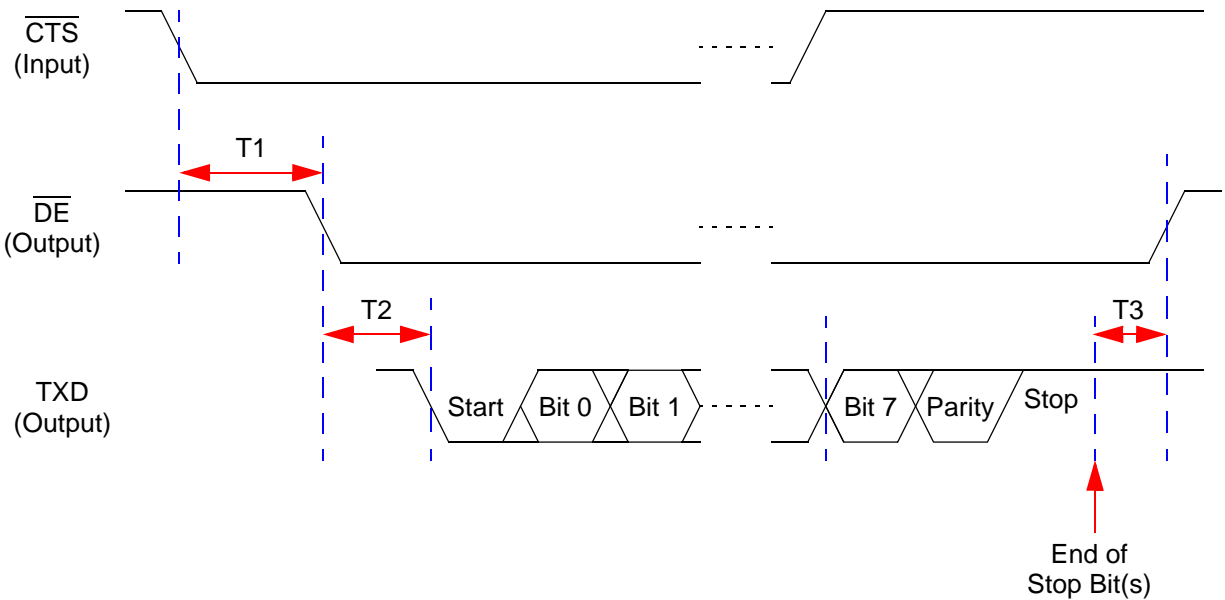 CTS
(Input)
T1
DE
(Output)
T2
T3
TXD
(Output)
Start
Bit 0
Bit 1
Bit 7
Parity
Stop
End of
Stop Bit(s)